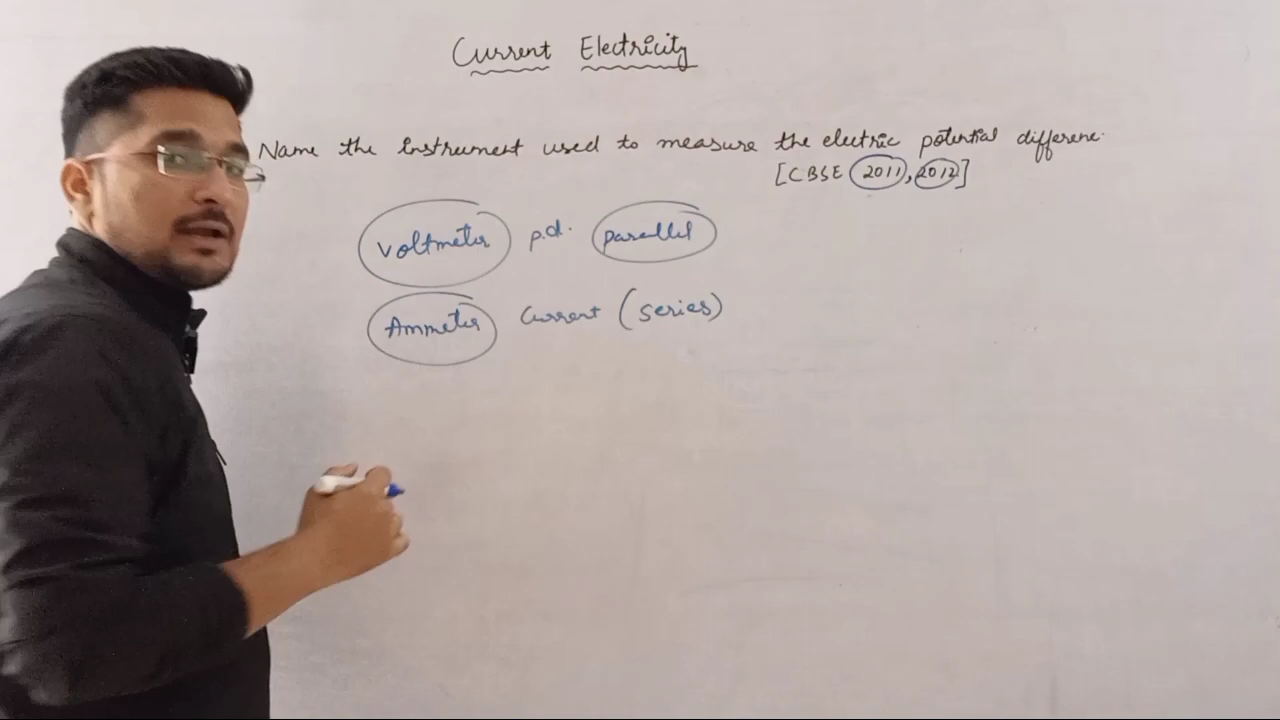 Current Electricity
Name the instrument used to measure the electric potential differenc.
[CBSE 2011, 2012]
Voltmeter p.d. parallel
Ammeter Current (series)